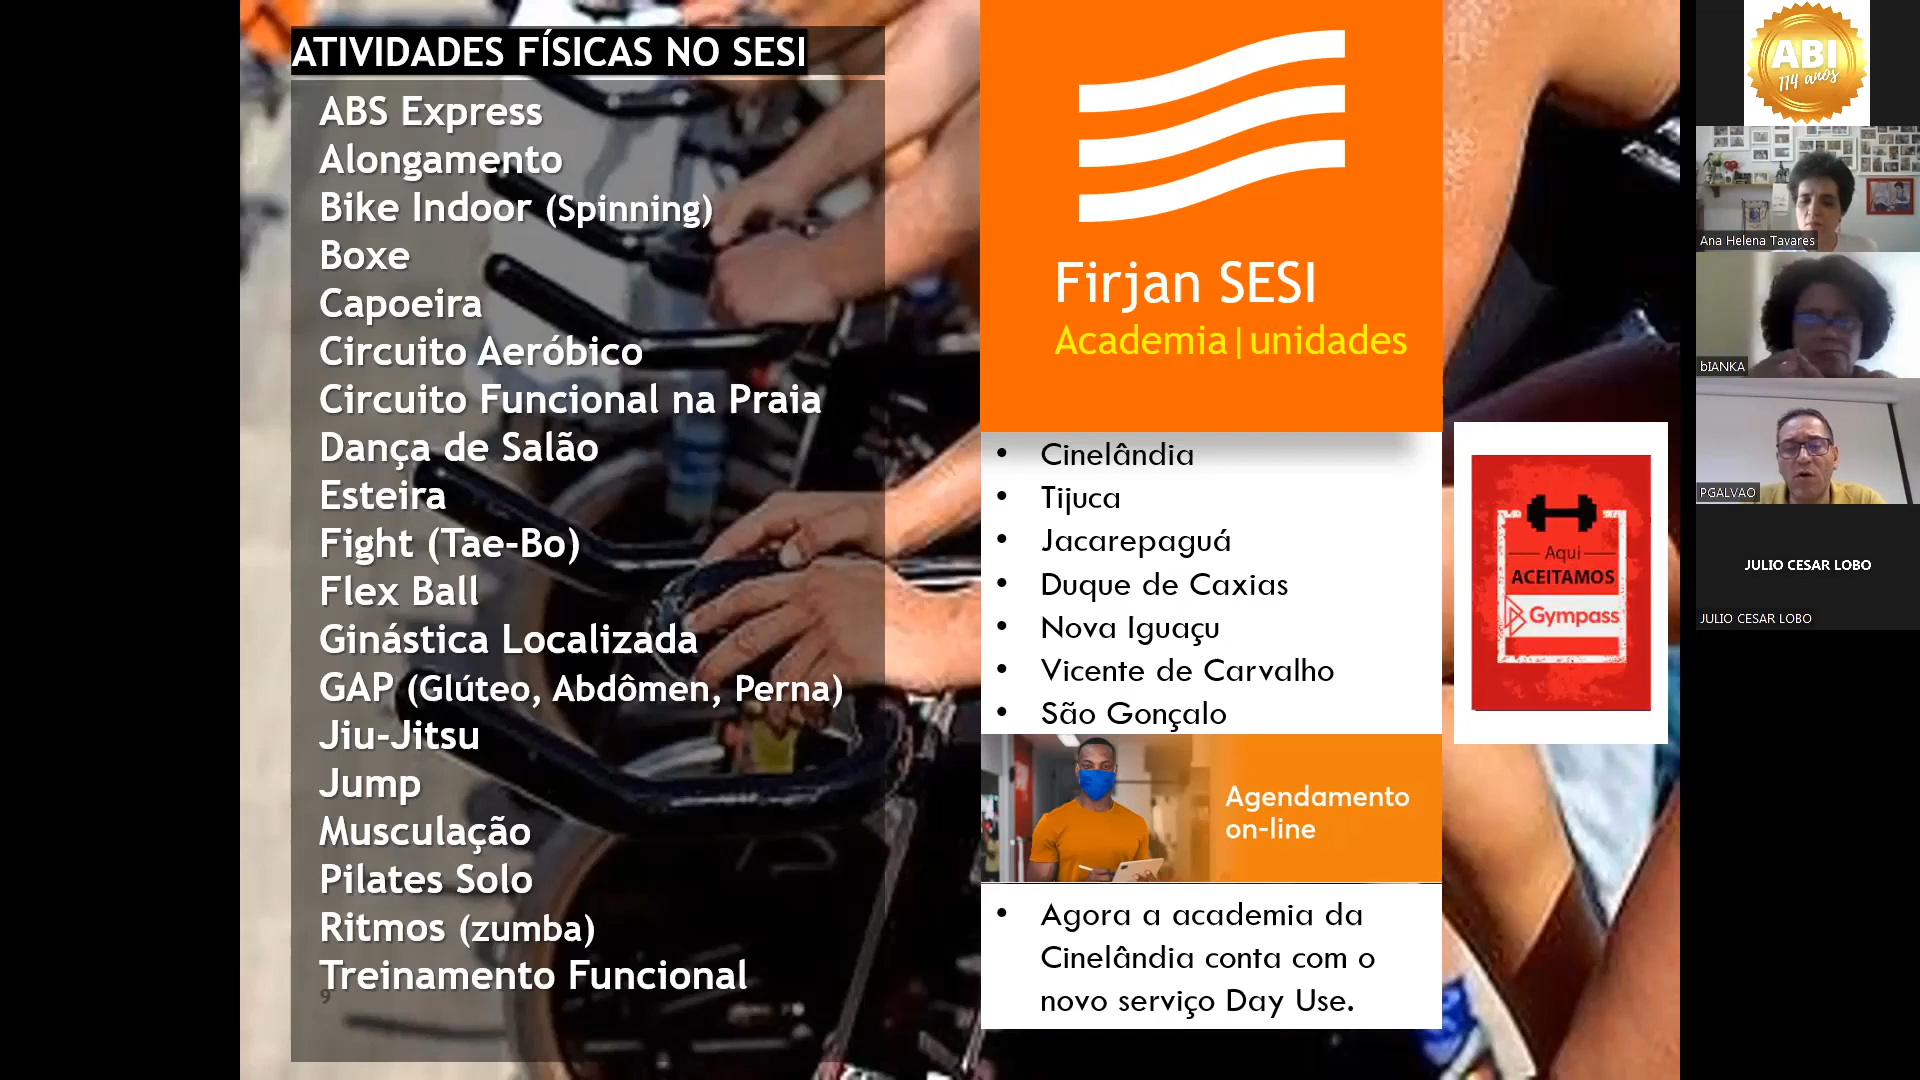 ATIVIDADES FÍSICAS NO SESI
ABS Express
Alongamento
Bike Indoor (Spinning)
Boxe
Capoeira
Circuito Aeróbico
Circuito Funcional na Praia
Dança de Salão
Esteira
Fight (Tae-Bo)
Flex Ball
Ginástica Localizada
GAP (Glúteo, Abdômen, Perna)
Jiu-Jitsu
Jump
Musculação
Pilates Solo
Ritmos (zumba)
Treinamento Funcional
9
Firjan SESI
Academia|unidades
• Cinelândia
• Tijuca
• Jacarepaguá
• Duque de Caxias
• Nova Iguaçu
• Vicente de Carvalho
• São Gonçalo
Agendamento
on-line
• Agora a academia da
Cinelândia conta com o
novo serviço Day Use.
Aqui
ACEITAMOS
Gympass
ABI
114 anos
Ana Helena Tavares
bIANKA
PGALVAO
JULIO CESAR LOBO
JULIO CESAR LOBO